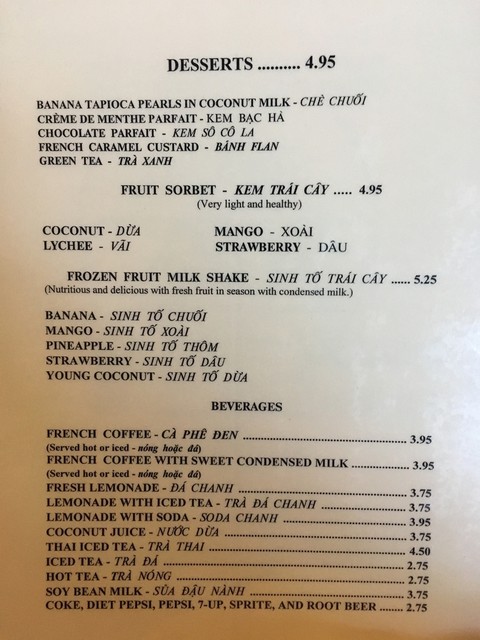 DESSERTS .......... 4.95
BANANA TAPIOCA PEARLS IN COCONUT MILK - CHÈ CHUỐI
CRÈME DE MENTHE PARFAIT - KEM BẠC HÀ
CHOCOLATE PARFAIT - KEM SÔ CÔ LA
FRENCH CARAMEL CUSTARD - BÁNH FLAN
GREEN TEA - TRÀ XANH
FRUIT SORBET - KEM TRÁI CÂY ..... 4.95
(Very light and healthy)
COCONUT - DỪA MANGO - XOÀI
LYCHEE - VẢI STRAWBERRY - DÂU
FROZEN FRUIT MILK SHAKE - SINH TỐ TRÁI CÂY ...... 5.25
(Nutritious and delicious with fresh fruit in season with condensed milk.)
BANANA - SINH TỐ CHUỐI
MANGO - SINH TỐ XOÀI
PINEAPPLE - SINH TỐ THƠM
STRAWBERRY - SINH TỐ DÂU
YOUNG COCONUT - SINH TỐ DỪA
BEVERAGES
FRENCH COFFEE - CÀ PHÊ ĐEN .......... 3.95
(Served hot or iced - nóng hoặc đá)
FRENCH COFFEE WITH SWEET CONDENSED MILK .......... 3.95
(Served hot or iced - nóng hoặc đá)
FRESH LEMONADE - ĐÁ CHANH .......... 3.75
LEMONADE WITH ICED TEA - TRÀ ĐÁ CHANH .......... 3.75
LEMONADE WITH SODA - SODA CHANH .......... 3.95
COCONUT JUICE - NƯỚC DỪA .......... 3.75
THAI ICED TEA - TRÀ THAI .......... 4.50
ICED TEA - TRÀ ĐÁ .......... 2.75
HOT TEA - TRÀ NÓNG .......... 2.75
SOY BEAN MILK - SỮA ĐẬU NÀNH .......... 3.75
COKE, DIET PEPSI, PEPSI, 7-UP, SPRITE, AND ROOT BEER ....... 2.75